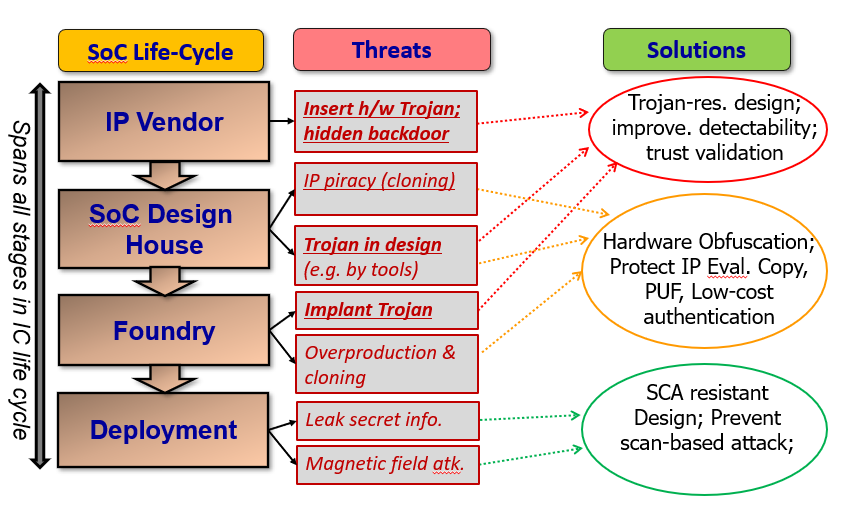 SoC Life-Cycle
Threats
Solutions
Spans all stages in IC life cycle
IP Vendor
Insert h/w Trojan;
hidden backdoor
Trojan-res. design;
improve. detectability;
trust validation
SoC Design
House
IP piracy (cloning)
Trojan in design
(e.g. by tools)
Hardware Obfuscation;
Protect IP Eval. Copy,
PUF, Low-cost
authentication
Foundry
Implant Trojan
Overproduction &
cloning
Deployment
Leak secret info.
Magnetic field atk.
SCA resistant
Design; Prevent
scan-based attack;